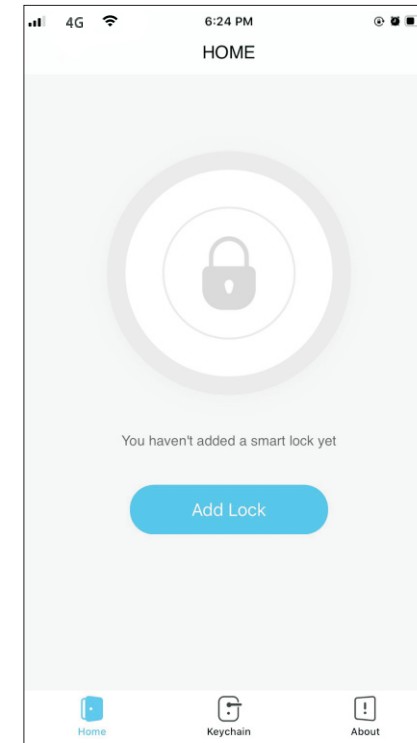 4G 6:24 PM
HOME
You haven't added a smart lock yet
Add Lock
Home Keychain About